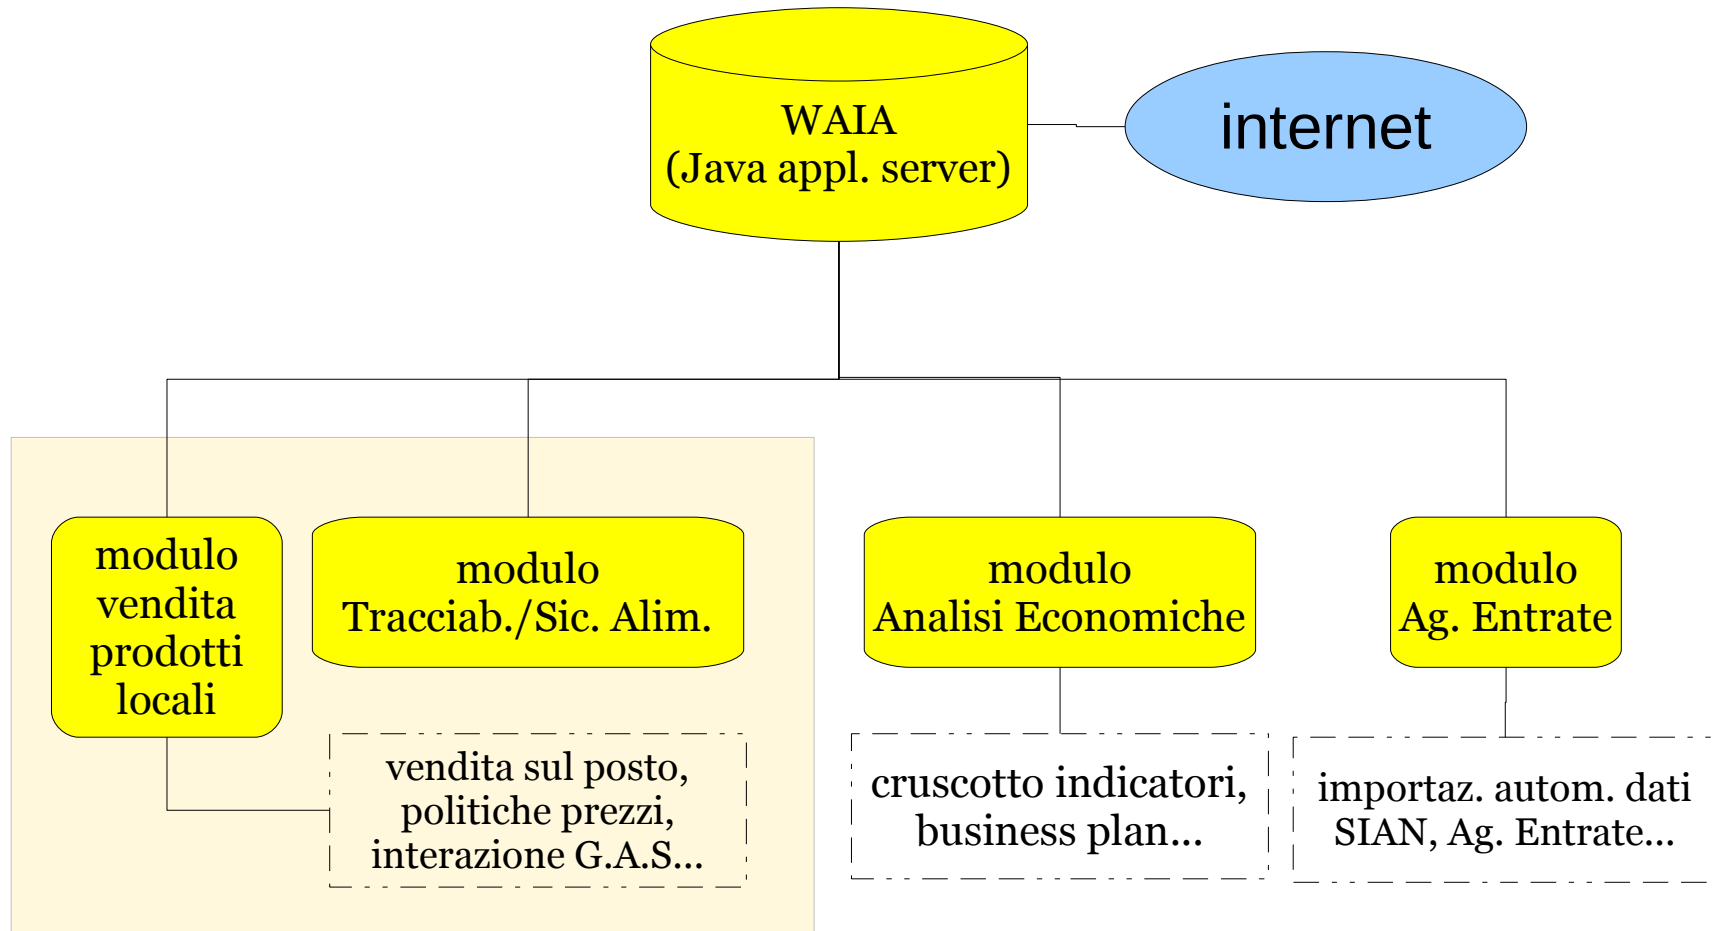 WAIA
(Java appl. server)
internet
modulo
vendita
prodotti
locali
modulo
Tracciab./Sic. Alim.
modulo
Analisi Economiche
modulo
Ag. Entrate
vendita sul posto,
politiche prezzi,
interazione G.A.S...
cruscotto indicatori,
business plan...
importaz. autom. dati
SIAN, Ag. Entrate...